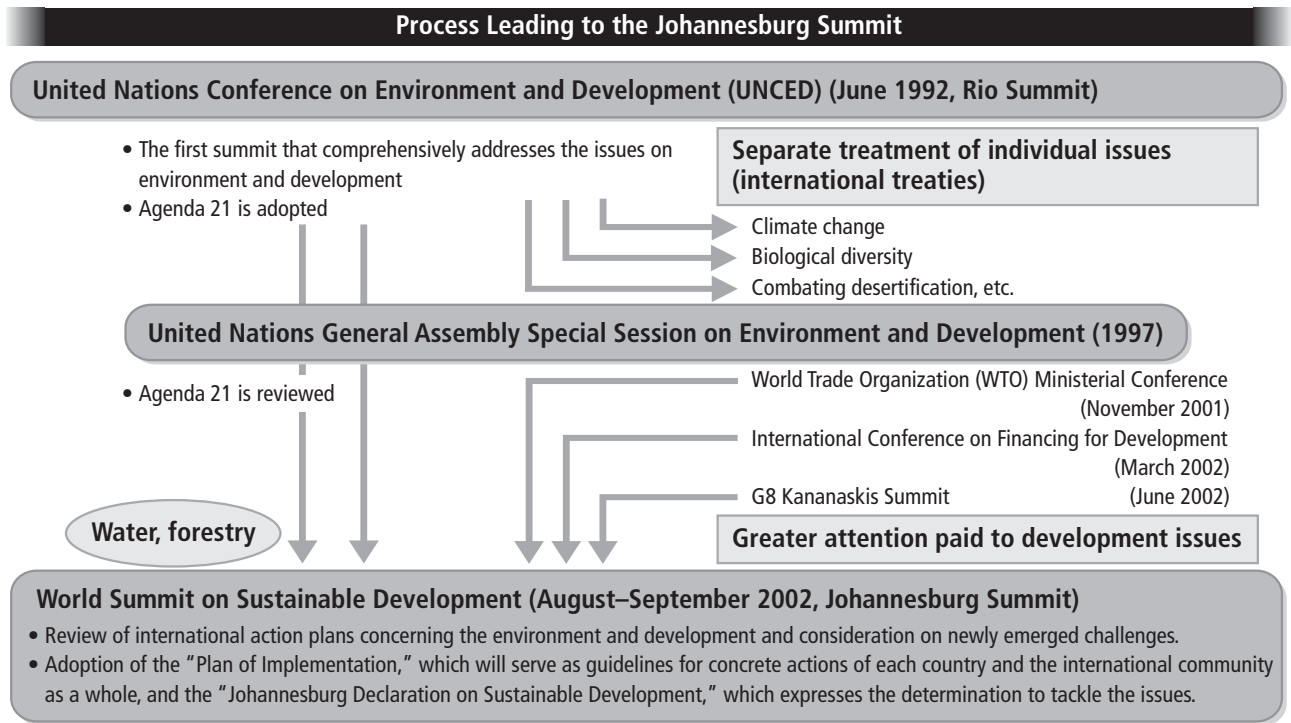 Process Leading to the Johannesburg Summit
United Nations Conference on Environment and Development (UNCED) (June 1992, Rio Summit)
• The first summit that comprehensively addresses the issues on
environment and development
• Agenda 21 is adopted
Separate treatment of individual issues
(international treaties)
Climate change
Biological diversity
Combating desertification, etc.
United Nations General Assembly Special Session on Environment and Development (1997)
• Agenda 21 is reviewed
World Trade Organization (WTO) Ministerial Conference
(November 2001)
International Conference on Financing for Development
(March 2002)
G8 Kananaskis Summit (June 2002)
Water, forestry
Greater attention paid to development issues
World Summit on Sustainable Development (August–September 2002, Johannesburg Summit)
• Review of international action plans concerning the environment and development and consideration on newly emerged challenges.
• Adoption of the “Plan of Implementation,” which will serve as guidelines for concrete actions of each country and the international community
as a whole, and the “Johannesburg Declaration on Sustainable Development,” which expresses the determination to tackle the issues.